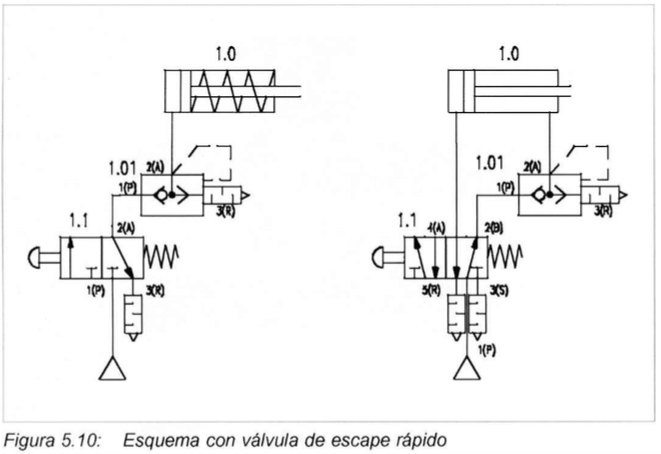 1.0
1.0
1.01
2(A)
1(P)
3(R)
1.01
2(A)
1(P)
3(R)
1.1
2(A)
1(P)
3(R)
1.1
4(A)
2(B)
5(R)
3(S)
1(P)
Figura 5.10: Esquema con válvula de escape rápido